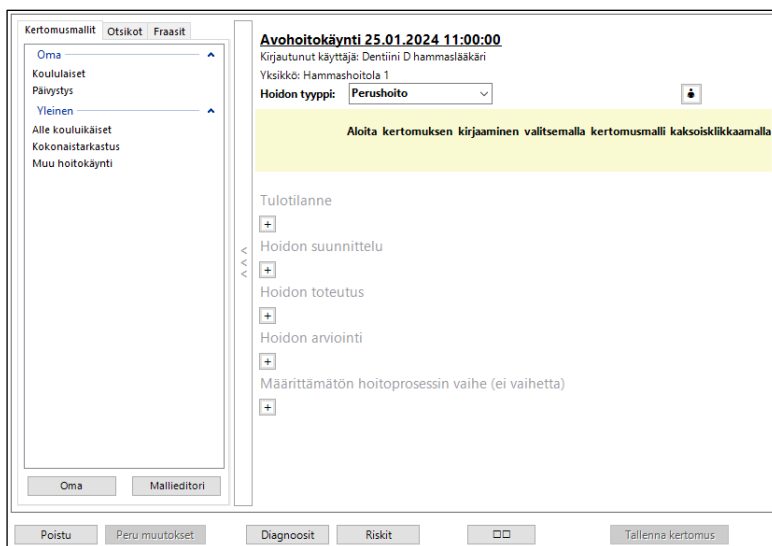 Kertomusmallit Otsikot Fraasit
Oma
Koululaiset
Päivystys
Yleinen
Alle kouluikäiset
Kokonaistarkastus
Muu hoitokäynti
Oma Mallieditori
<<<
Avohoitokäynti 25.01.2024 11:00:00
Kirjautunut käyttäjä: Dentiini D hammaslääkäri
Yksikkö: Hammashoitola 1
Hoidon tyyppi: Perushoito
Aloita kertomuksen kirjaaminen valitsemalla kertomusmalli kaksoisklikkaamalla
Tulotilanne
+
Hoidon suunnittelu
+
Hoidon toteutus
+
Hoidon arviointi
+
Määrittämätön hoitoprosessin vaihe (ei vaihetta)
+
Poistu Peru muutokset Diagnoosit Riskit □□ Tallenna kertomus